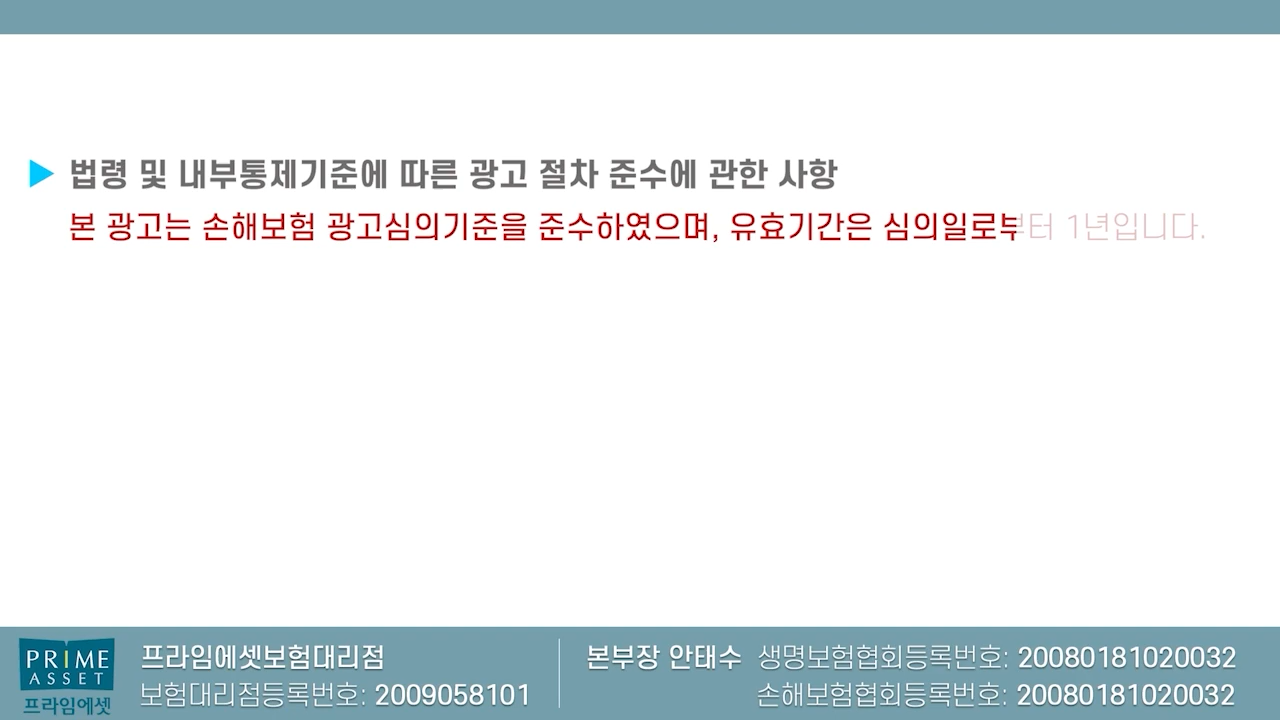 ▶ 법령 및 내부통제기준에 따른 광고 절차 준수에 관한 사항
본 광고는 손해보험 광고심의기준을 준수하였으며, 유효기간은 심의일로부터 1년입니다.
PRIME
ASSET
프라임에셋
프라임에셋보험대리점
보험대리점등록번호: 2009058101
본부장 안태수 생명보험협회등록번호: 20080181020032
손해보험협회등록번호: 20080181020032